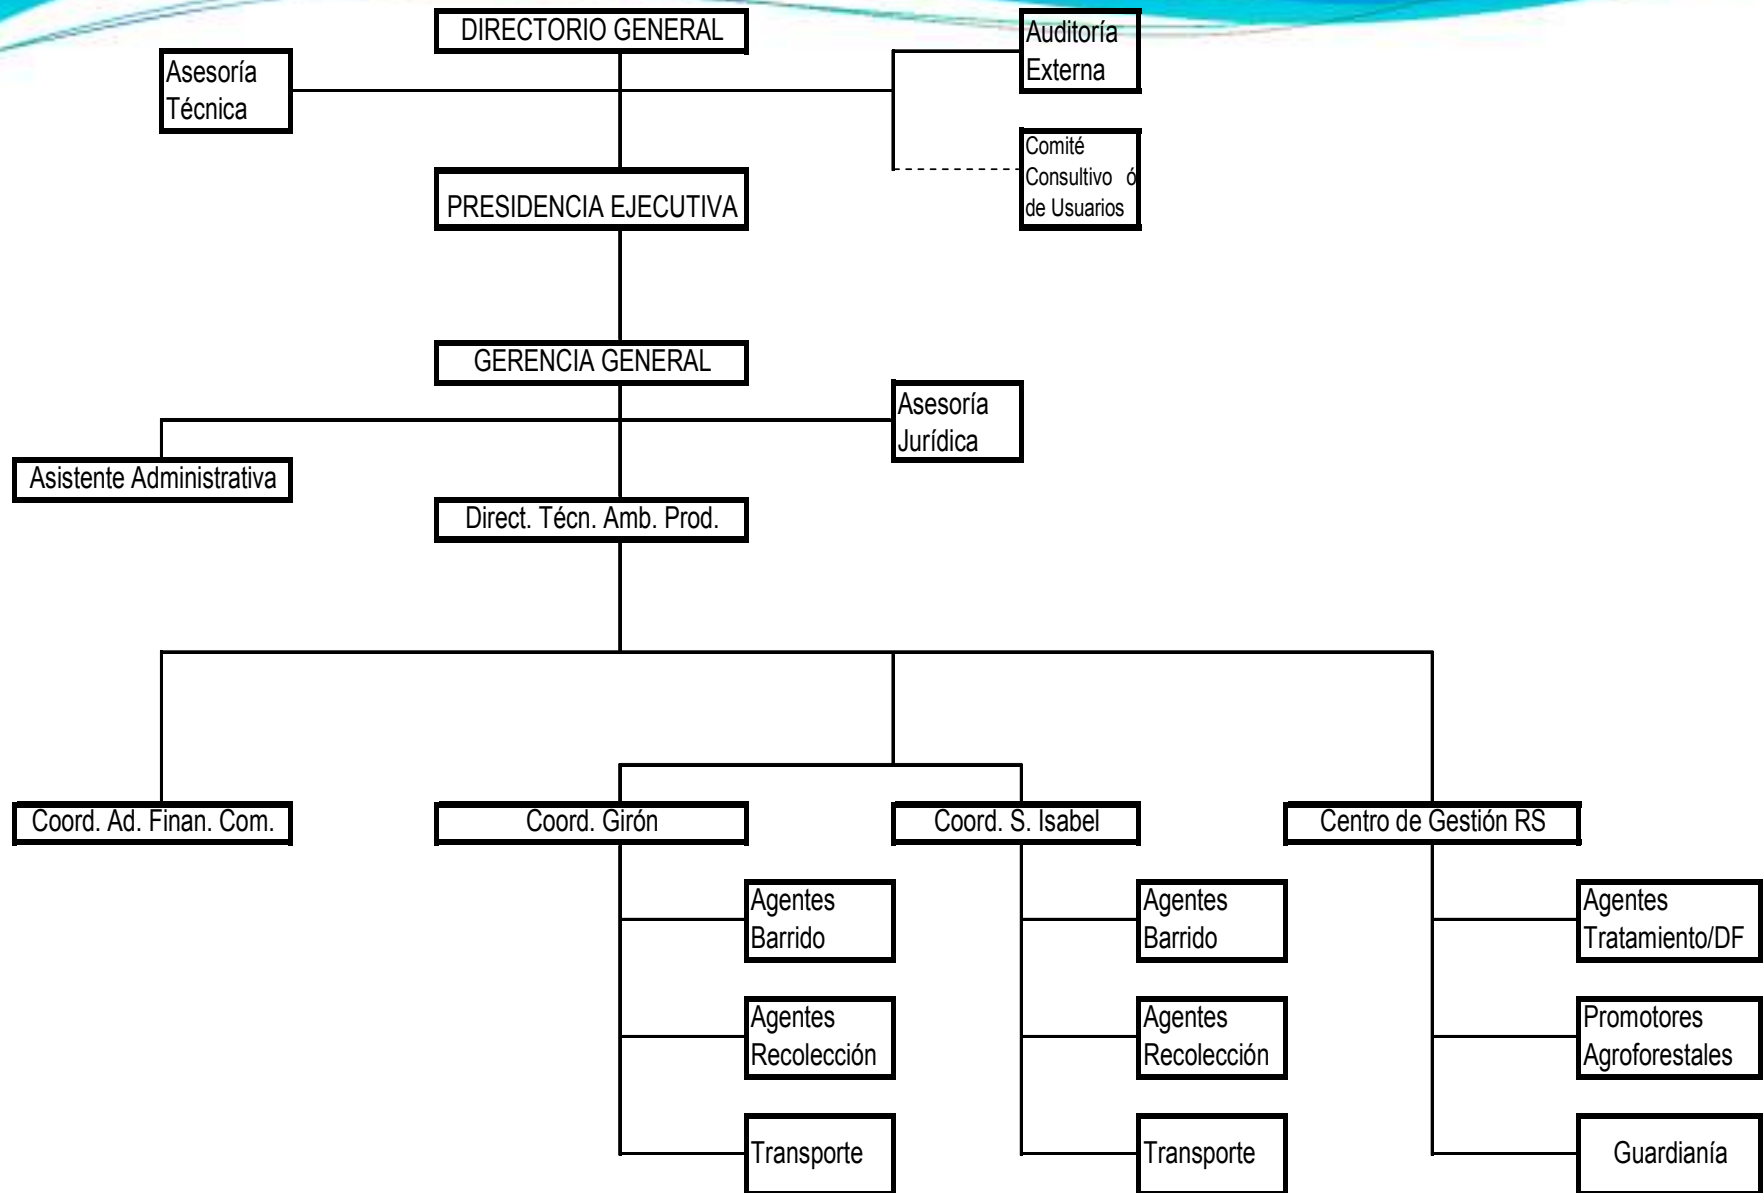 DIRECTORIO GENERAL
Auditoría
Externa
Asesoría
Técnica
Comité
Consultivo ó
de Usuarios
PRESIDENCIA EJECUTIVA
GERENCIA GENERAL
Asesoría
Jurídica
Asistente Administrativa
Direct. Técn. Amb. Prod.
Coord. Ad. Finan. Com.
Coord. Girón
Coord. S. Isabel
Centro de Gestión RS
Agentes
Barrido
Agentes
Barrido
Agentes
Tratamiento/DF
Agentes
Recolección
Agentes
Recolección
Promotores
Agroforestales
Transporte
Transporte
Guardianía